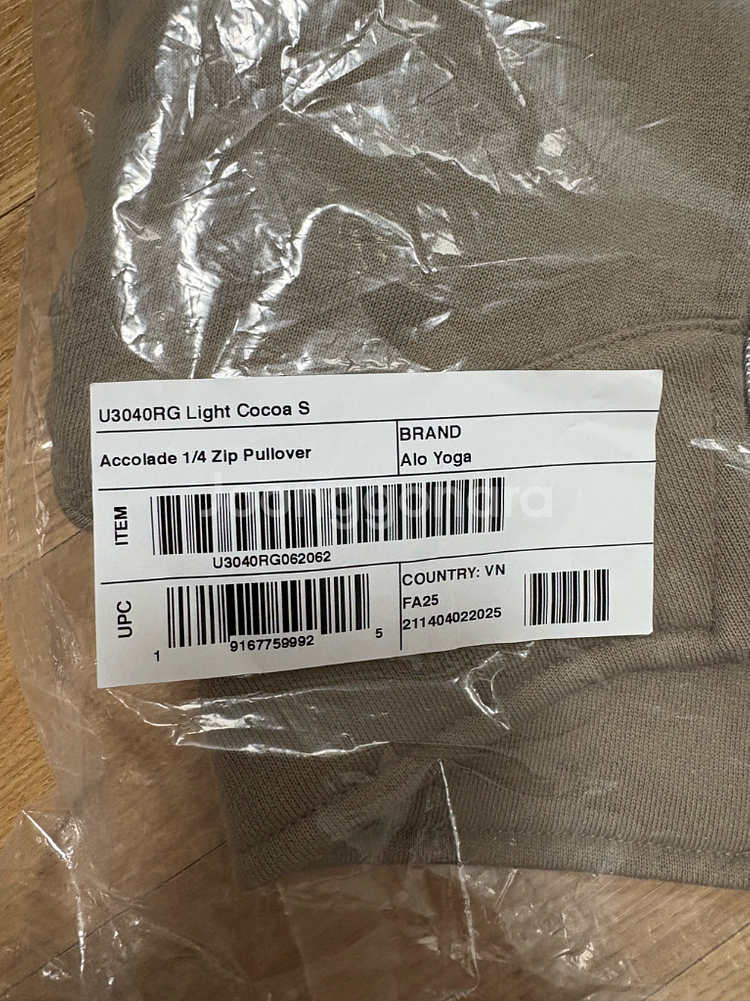 U3040RG Light Cocoa S
Accolade 1/4 Zip Pullover
BRAND
Alo Yoga
Joonggonara
ITEM
U3040RG062062
UPC
1 9167759992 5
COUNTRY: VN
FA25
211404022025